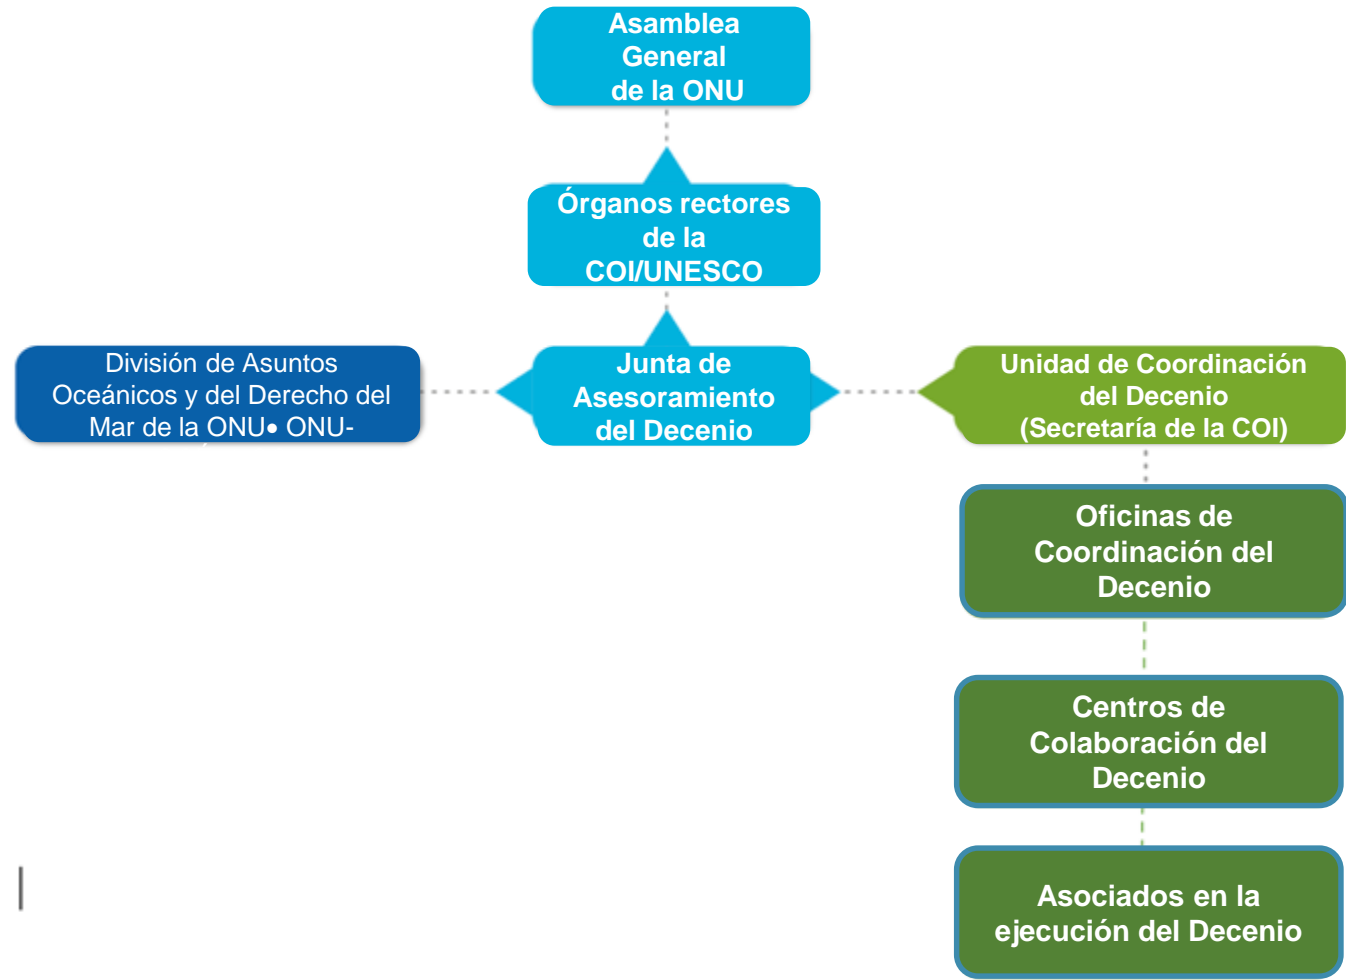 Asamblea
General
de la ONU
Órganos rectores
de la
COI/UNESCO
División de Asuntos
Oceánicos y del Derecho del
Mar de la ONU• ONU-
Junta de
Asesoramiento
del Decenio
Unidad de Coordinación
del Decenio
(Secretaría de la COI)
Oficinas de
Coordinación del
Decenio
Centros de
Colaboración del
Decenio
Asociados en la
ejecución del Decenio